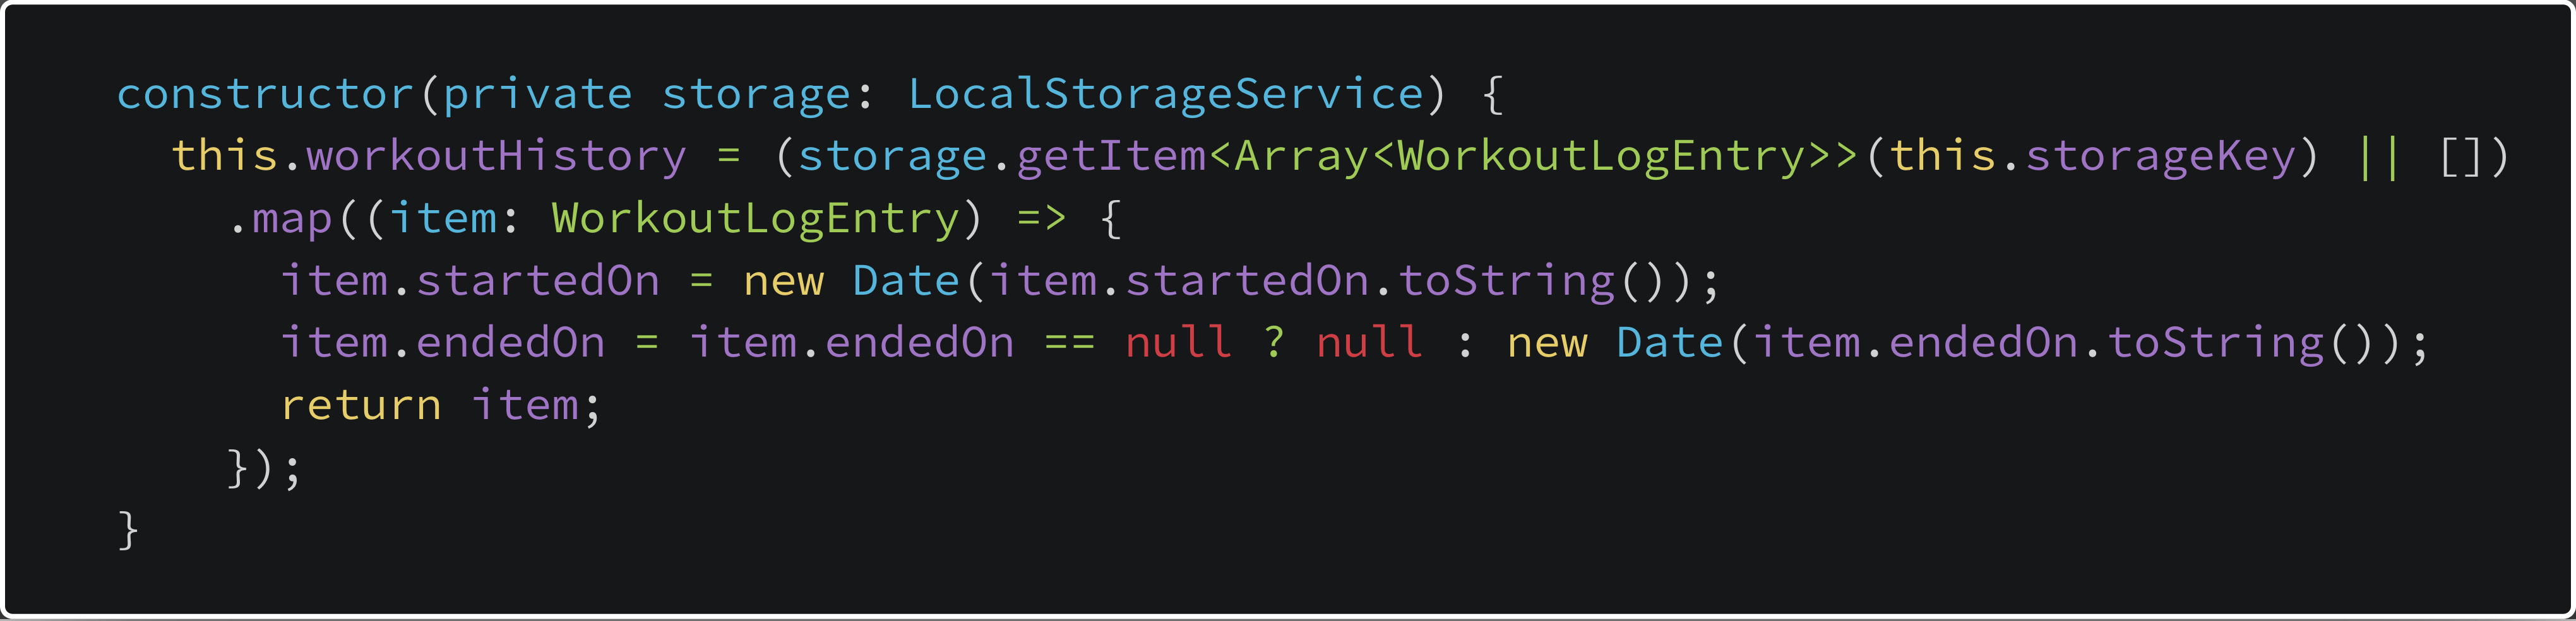 constructor(private storage: LocalStorageService) {
this.workoutHistory = (storage.getItem<Array<WorkoutLogEntry>>(this.storageKey) || [])
.map((item: WorkoutLogEntry) => {
item.startedOn = new Date(item.startedOn.toString());
item.endedOn = item.endedOn == null ? null : new Date(item.endedOn.toString());
return item;
});
}